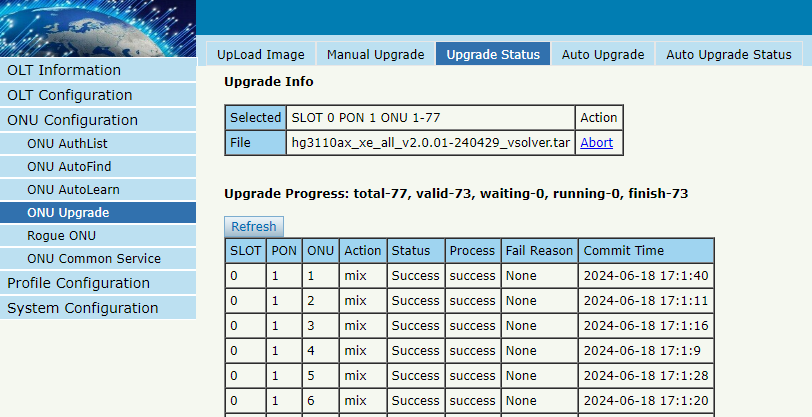 UpLoad Image Manual Upgrade Upgrade Status Auto Upgrade Auto Upgrade Status
OLT Information
OLT Configuration
ONU Configuration
ONU AuthList
ONU AutoFind
ONU AutoLearn
ONU Upgrade
Rogue ONU
ONU Common Service
Profile Configuration
System Configuration
Upgrade Info
Selected SLOT 0 PON 1 ONU 1-77 Action
File hg3110ax_xe_all_v2.0.01-240429_vsolver.tar Abort
Upgrade Progress: total-77, valid-73, waiting-0, running-0, finish-73
Refresh
SLOT PON ONU Action Status Process Fail Reason Commit Time
0 1 1 mix Success success None 2024-06-18 17:1:40
0 1 2 mix Success success None 2024-06-18 17:1:11
0 1 3 mix Success success None 2024-06-18 17:1:16
0 1 4 mix Success success None 2024-06-18 17:1:9
0 1 5 mix Success success None 2024-06-18 17:1:28
0 1 6 mix Success success None 2024-06-18 17:1:20